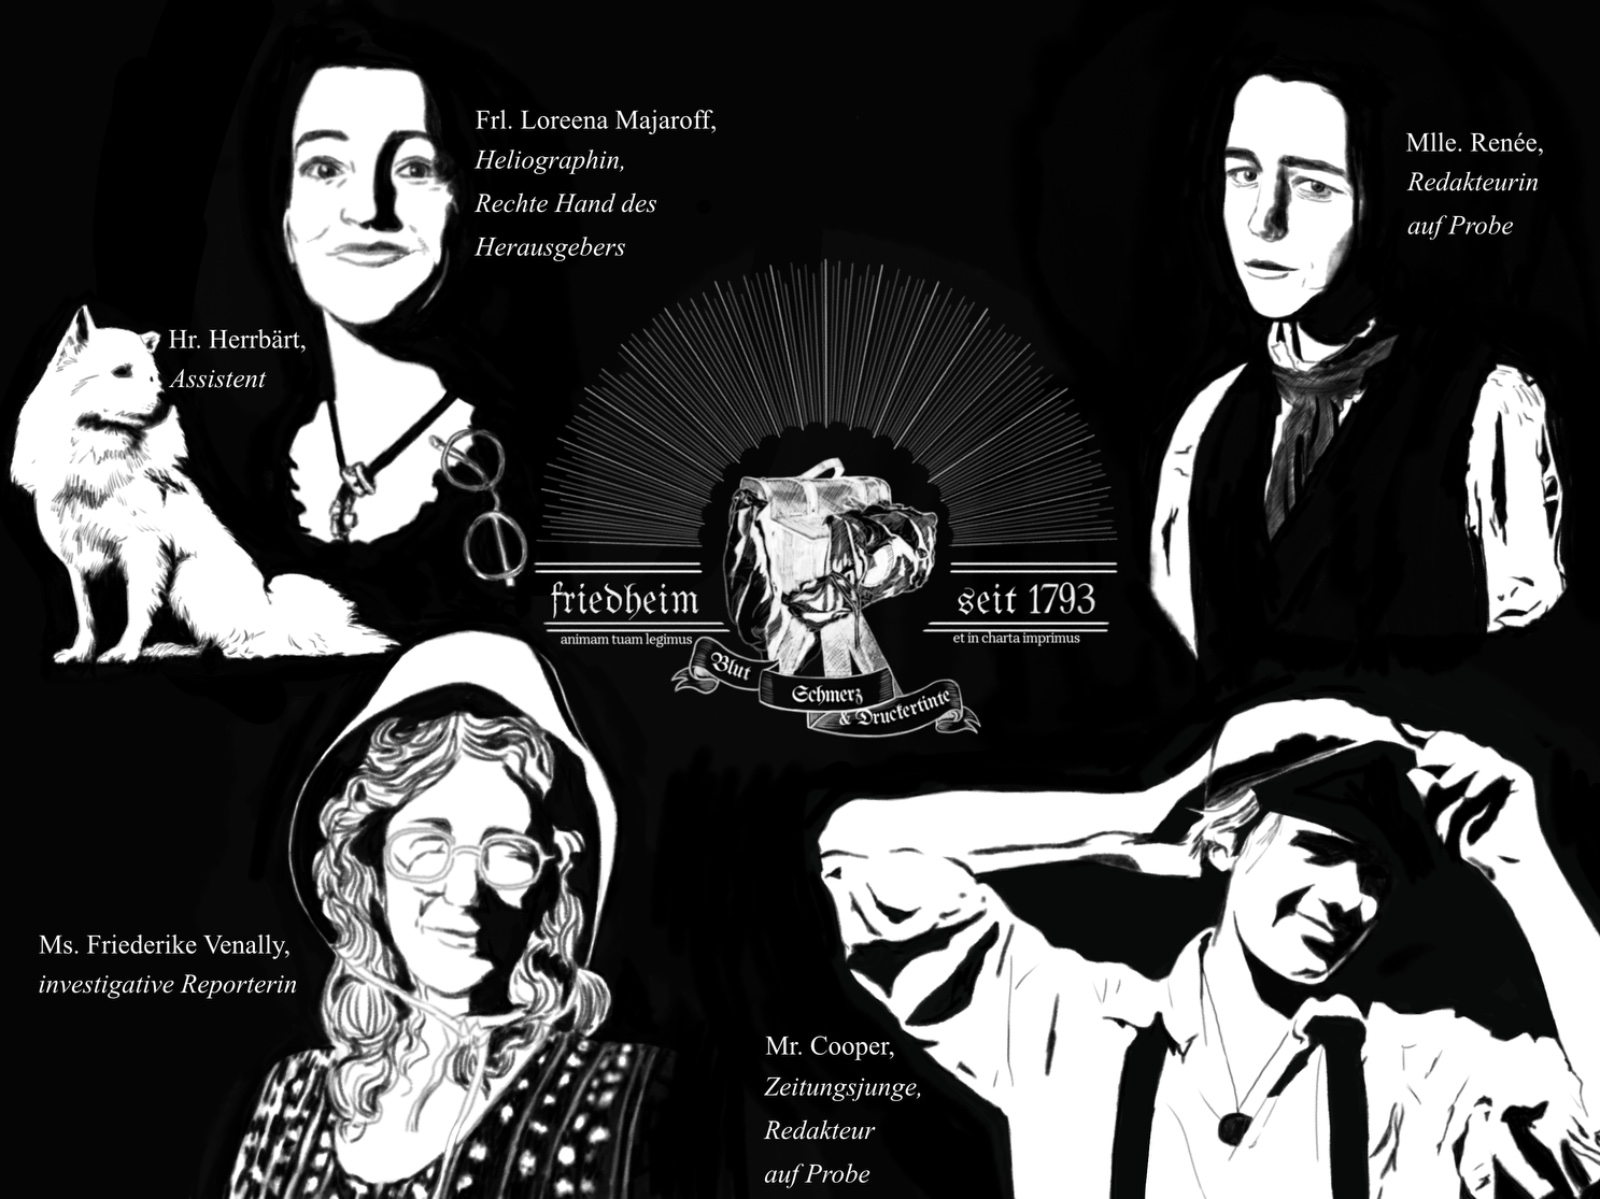 Frl. Loreena Majaroff,
Heliographin,
Rechte Hand des
Herausgebers
Mlle. Renée,
Redakteurin
auf Probe
Hr. Herrbärt,
Assistent
friedheim
seit 1793
animam tuam legimus
et in charta imprimus
Blut
Schmerz
& Druckertinte
Ms. Friederike Venally,
investigative Reporterin
Mr. Cooper,
Zeitungsjunge,
Redakteur
auf Probe